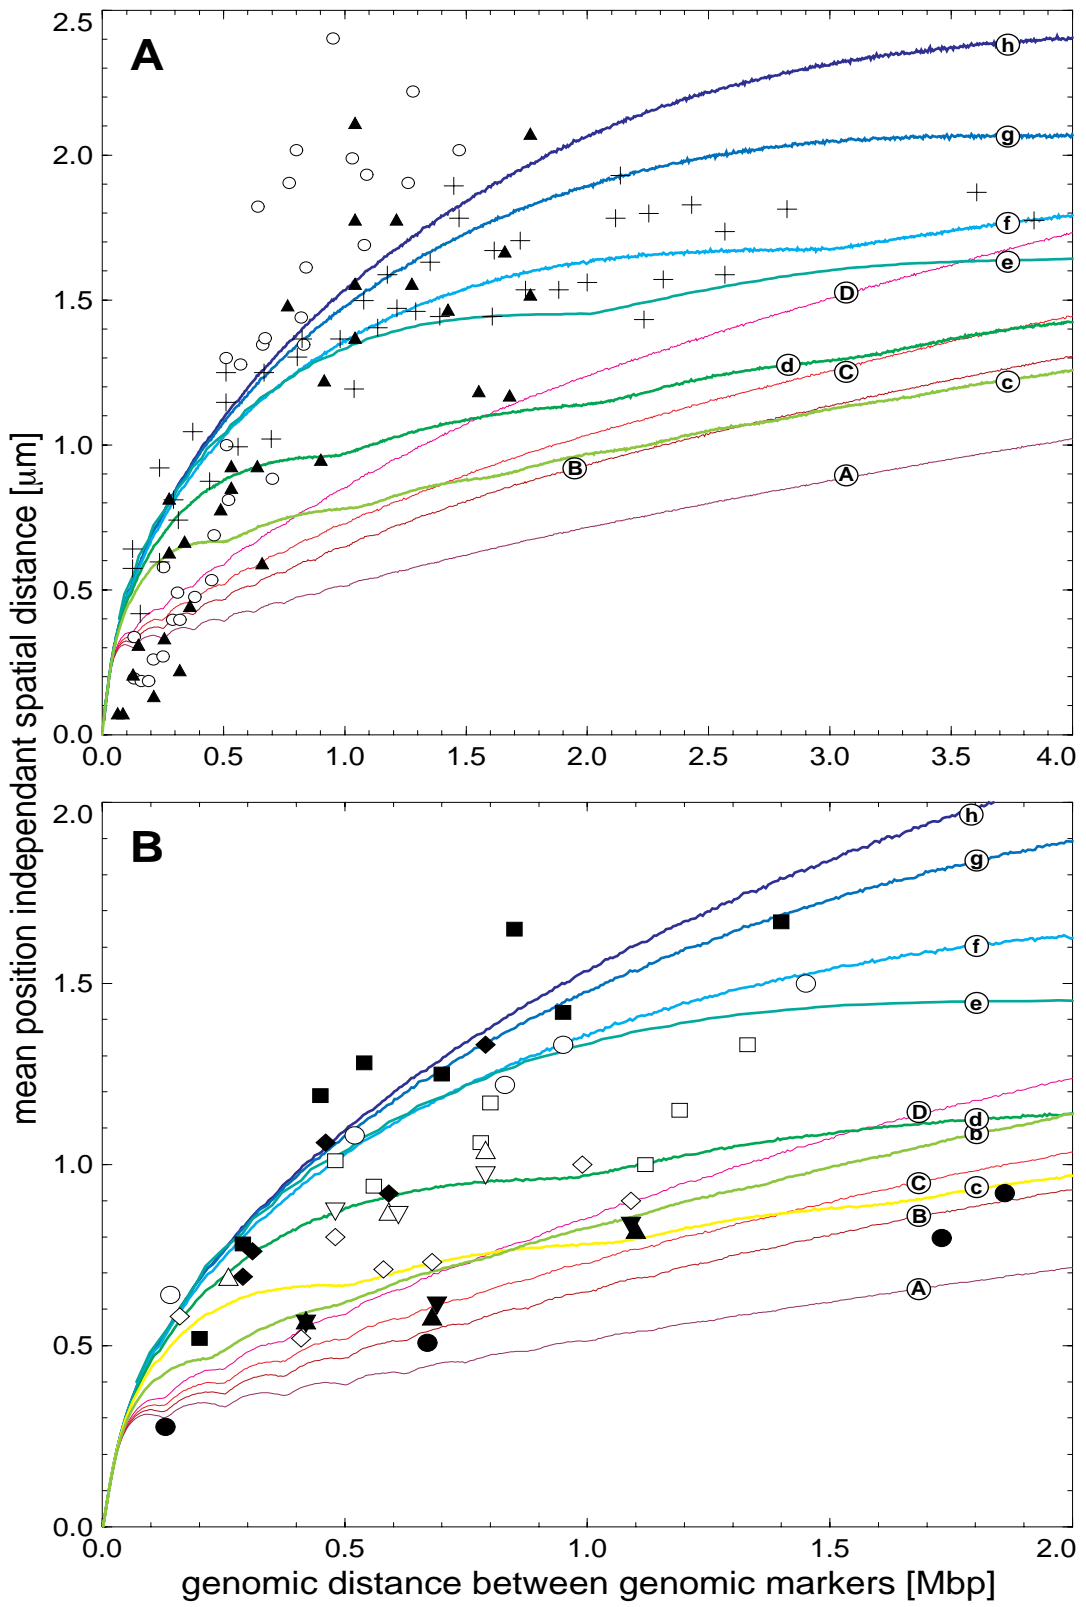 mean position independant spatial distance [μm]
A
2.5
2.0
1.5
1.0
0.5
0.0
0.0 0.5 1.0 1.5 2.0 2.5 3.0 3.5 4.0
h
g
f
e
D
d
C
c
B
A
B
2.0
1.5
1.0
0.5
0.0
0.0 0.5 1.0 1.5 2.0
h
g
f
e
D
d
b
C
c
B
A
genomic distance between genomic markers [Mbp]